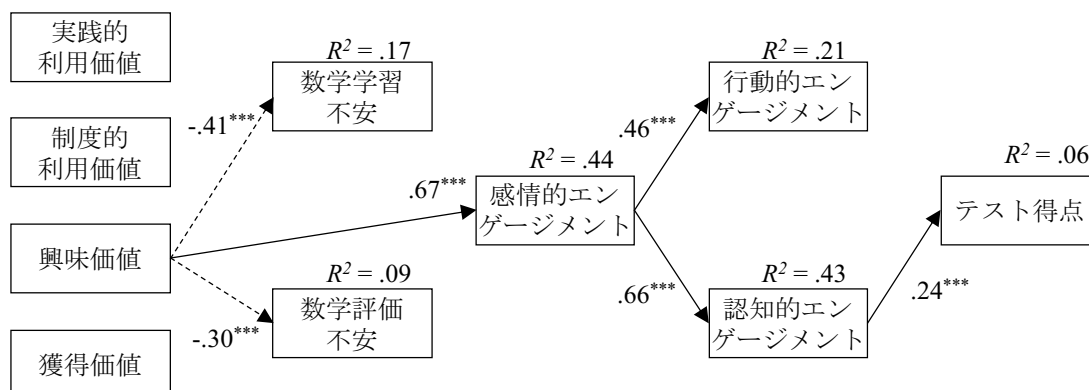 実践的
利用価値
制度的
利用価値
興味価値
獲得価値
R² = .17
数学学習
不安
-.41***
.67***
R² = .09
数学評価
不安
-.30***
R² = .44
感情的エン
ゲージメント
R² = .21
行動的エン
ゲージメント
.46***
.66***
R² = .43
認知的エン
ゲージメント
.24***
R² = .06
テスト得点